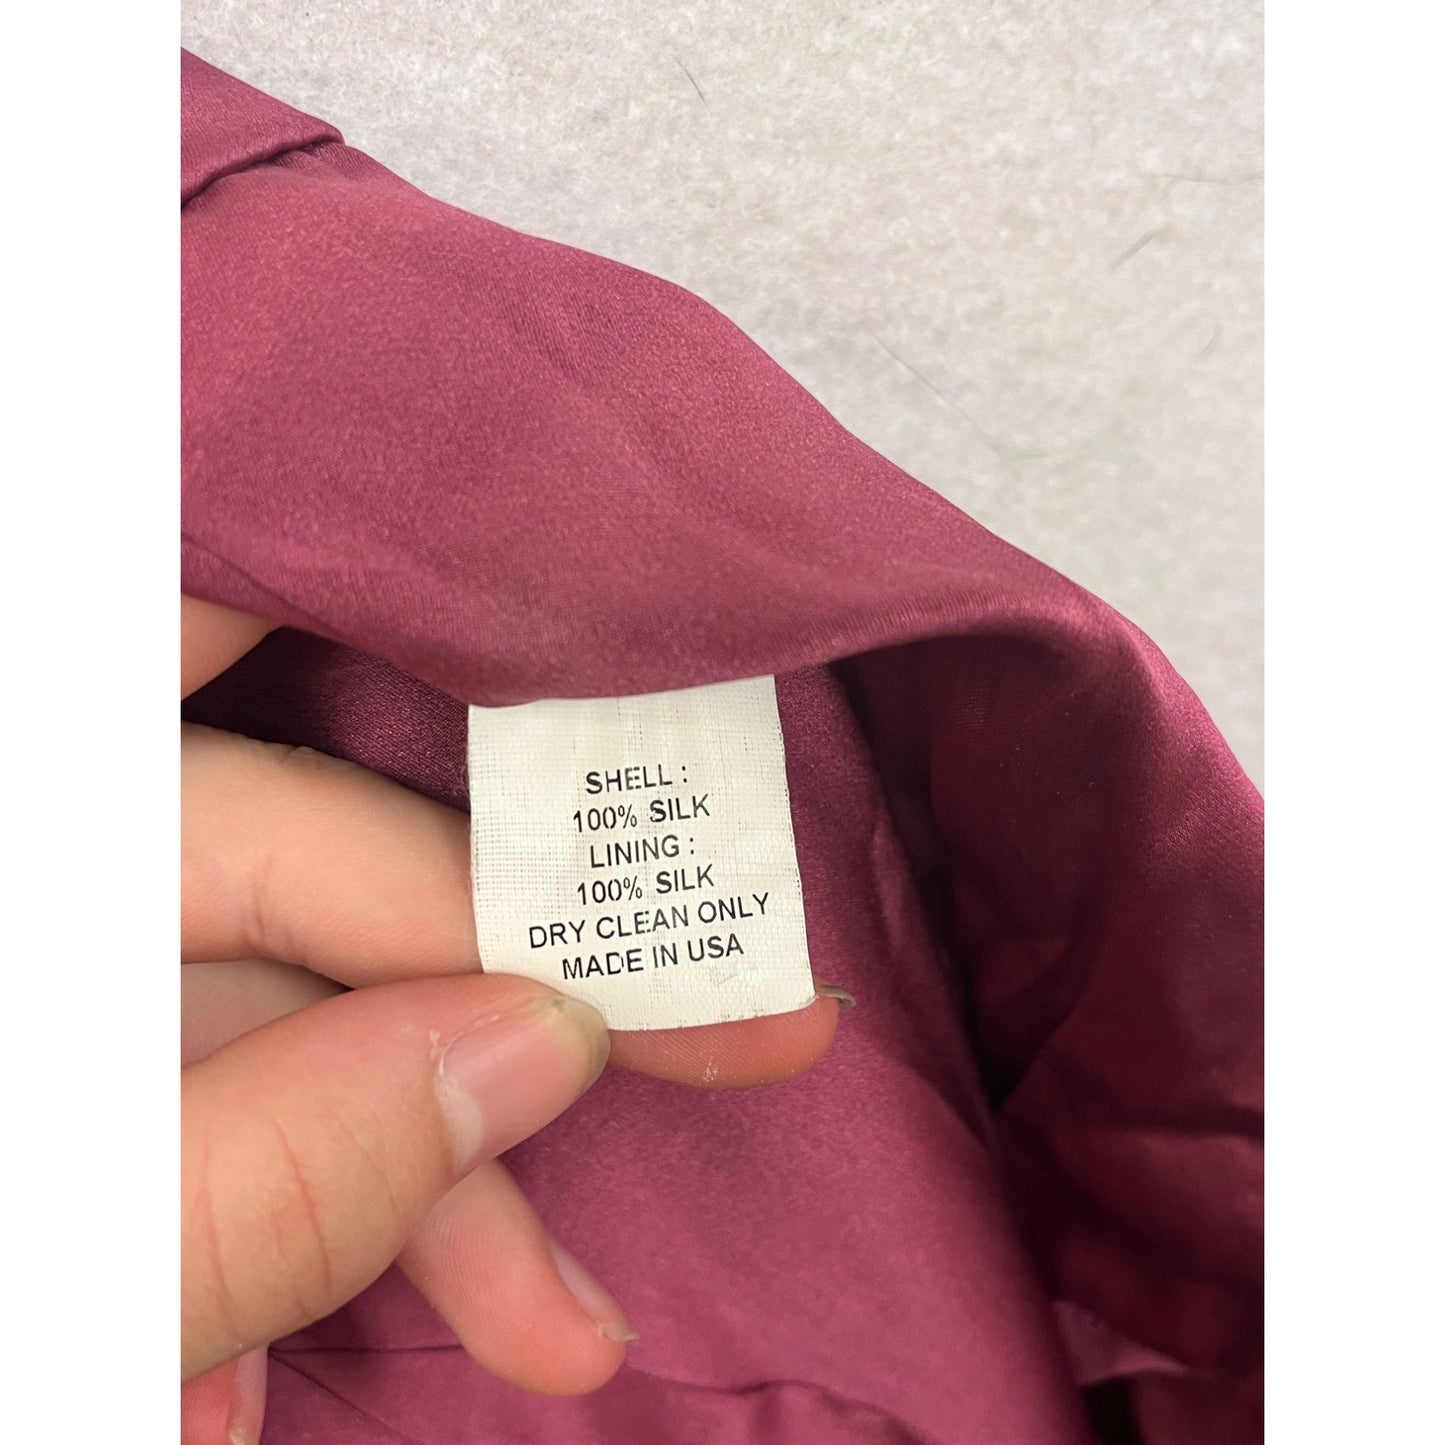 SHELL :
100% SILK
LINING :
100% SILK
DRY CLEAN ONLY
MADE IN USA